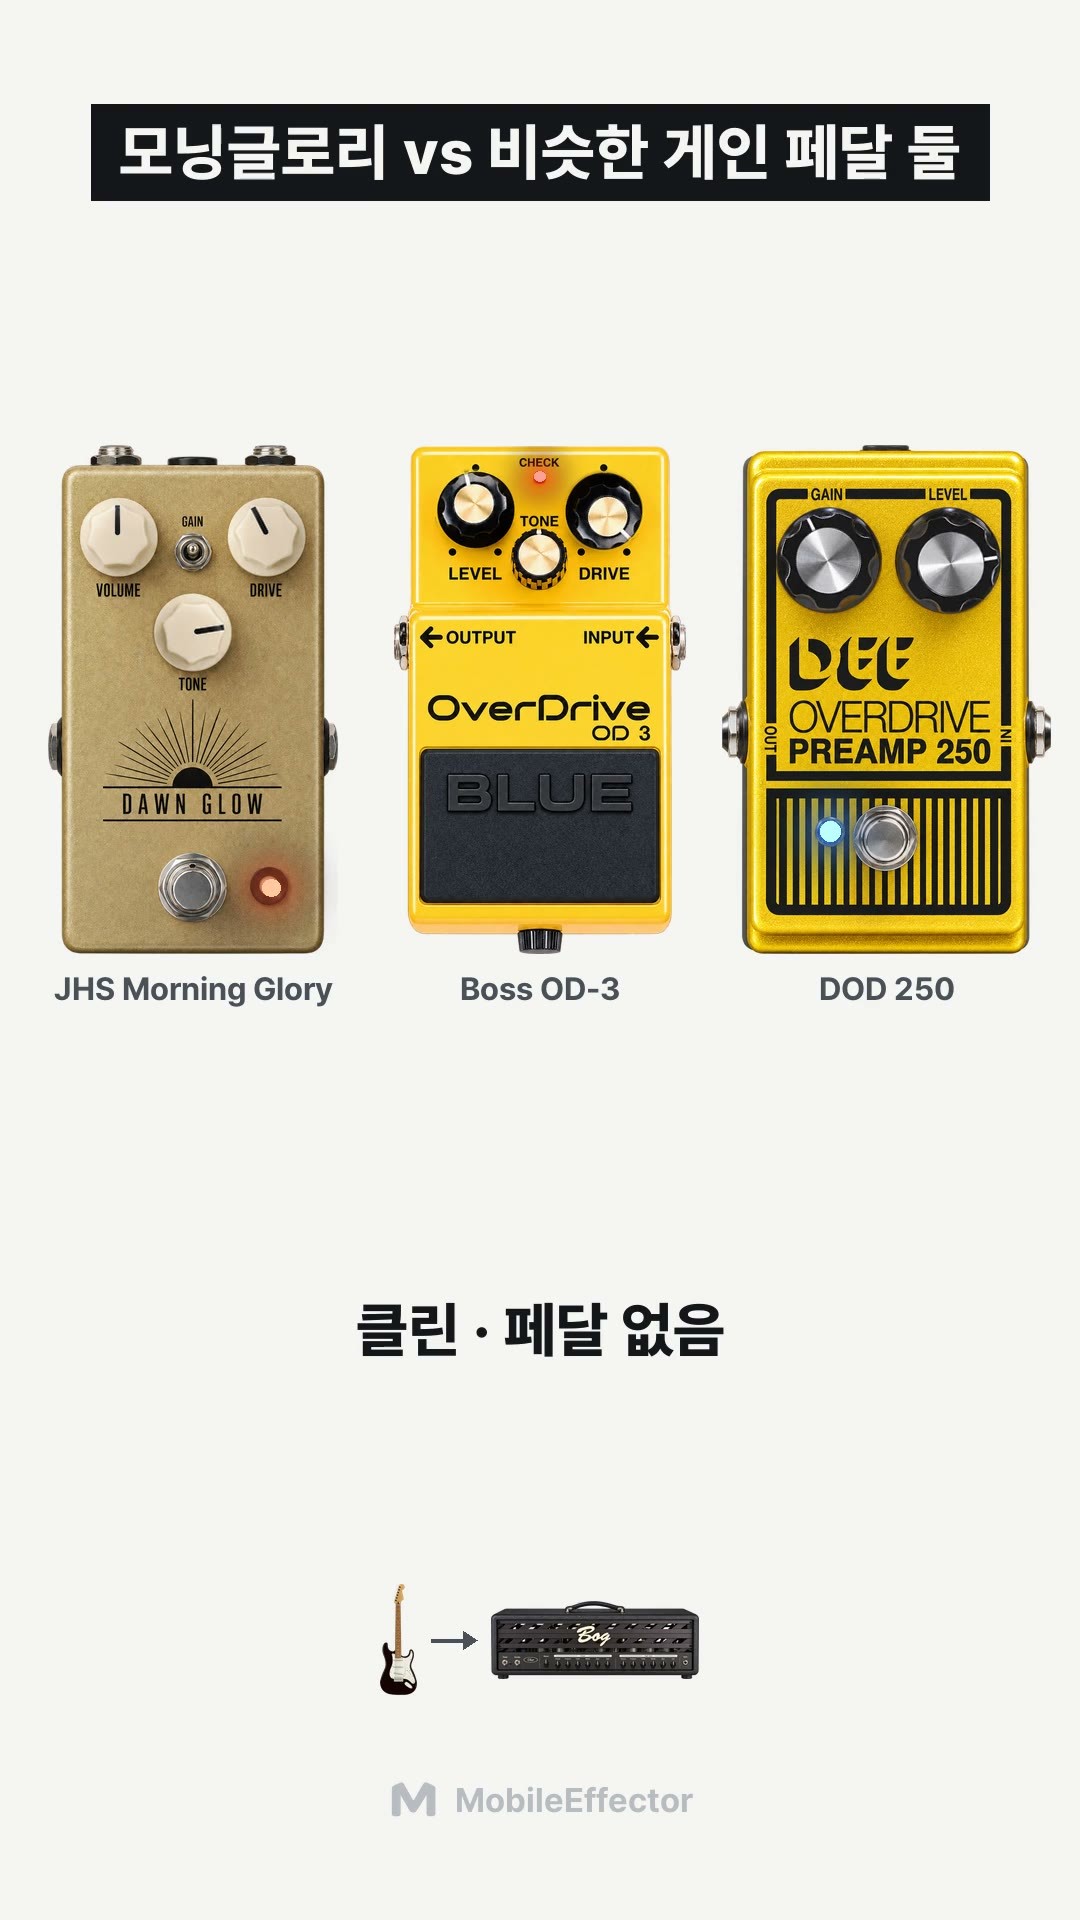 모닝글로리 vs 비슷한 게인 페달 둘
GAIN
VOLUME
DRIVE
TONE
DAWN GLOW
JHS Morning Glory
CHECK
TONE
LEVEL
DRIVE
OUTPUT
INPUT
OverDrive
OD 3
BLUE
Boss OD-3
GAIN
LEVEL
DEE
OVERDRIVE
PREAMP 250
OUT
IN
DOD 250
클린 · 페달 없음
Bog
MobileEffector